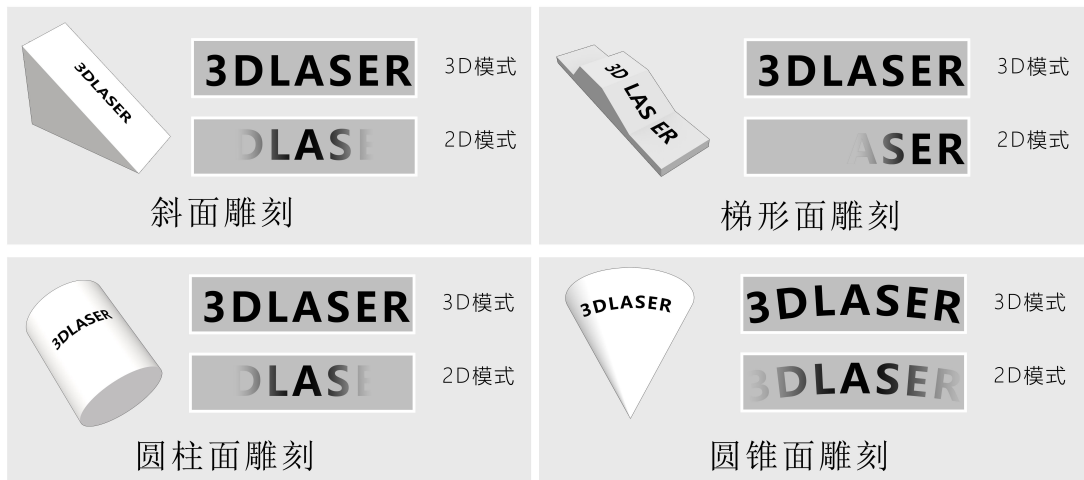 3DLASER
3DLASER 3D模式
DLASE 2D模式
斜面雕刻
3D LAS ER
3DLASER 3D模式
ASER 2D模式
梯形面雕刻
3DLASER
3DLASER 3D模式
DLASE 2D模式
圆柱面雕刻
3DLASER
3DLASER 3D模式
3DLASER 2D模式
圆锥面雕刻